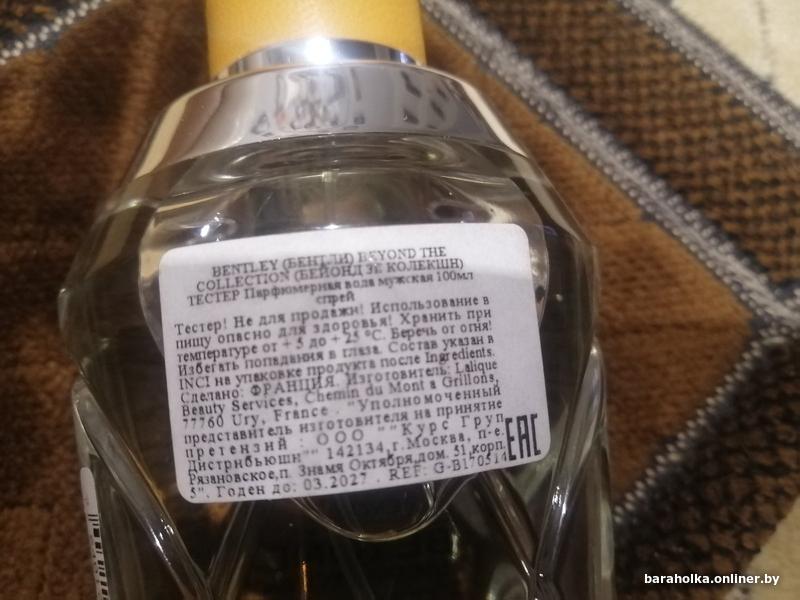 BENTLEY (БЕНТЛИ) BEYOND THE
COLLECTION (БЕЙОНД ЗЕ КОЛЕКШН)
ТЕСТЕР Парфюмерная вода мужская 100мл
спрей
Тестер! Не для продажи! Использование в
пищу опасно для здоровья! Хранить при
температуре от + 5 до + 25 °C. Беречь от огня!
Избегать попадания в глаза. Состав указан в
INCI на упаковке продукта после Ingredients.
Сделано: ФРАНЦИЯ. Изготовитель: Lalique
Beauty Services, Chemin du Mont a Grillons,
77760 Ury, France . "Уполномоченный
представитель изготовителя на принятие
претензий : ООО ""Курс Груп
Дистрибьюшн"" 142134,г.Москва, п-е.
Рязановское,п. Знамя Октября,дом. 51,корп.
5". Годен до: 03.2027 . REF: G-B170514
EAC
baraholka.onliner.by